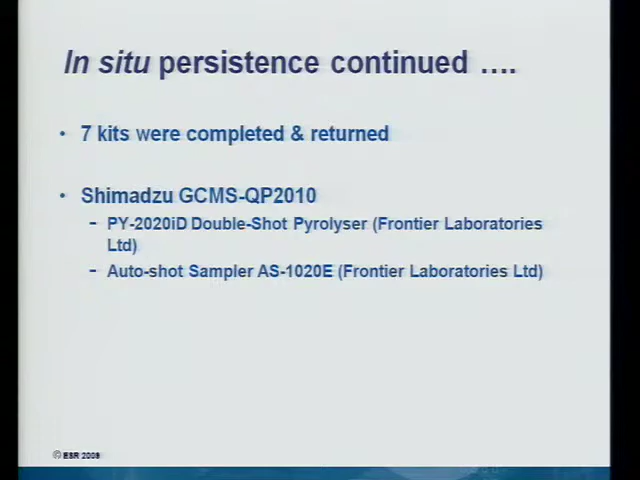 In situ persistence continued ....
• 7 kits were completed & returned
• Shimadzu GCMS-QP2010
– PY-2020iD Double-Shot Pyrolyser (Frontier Laboratories
Ltd)
– Auto-shot Sampler AS-1020E (Frontier Laboratories Ltd)
© ESR 2008